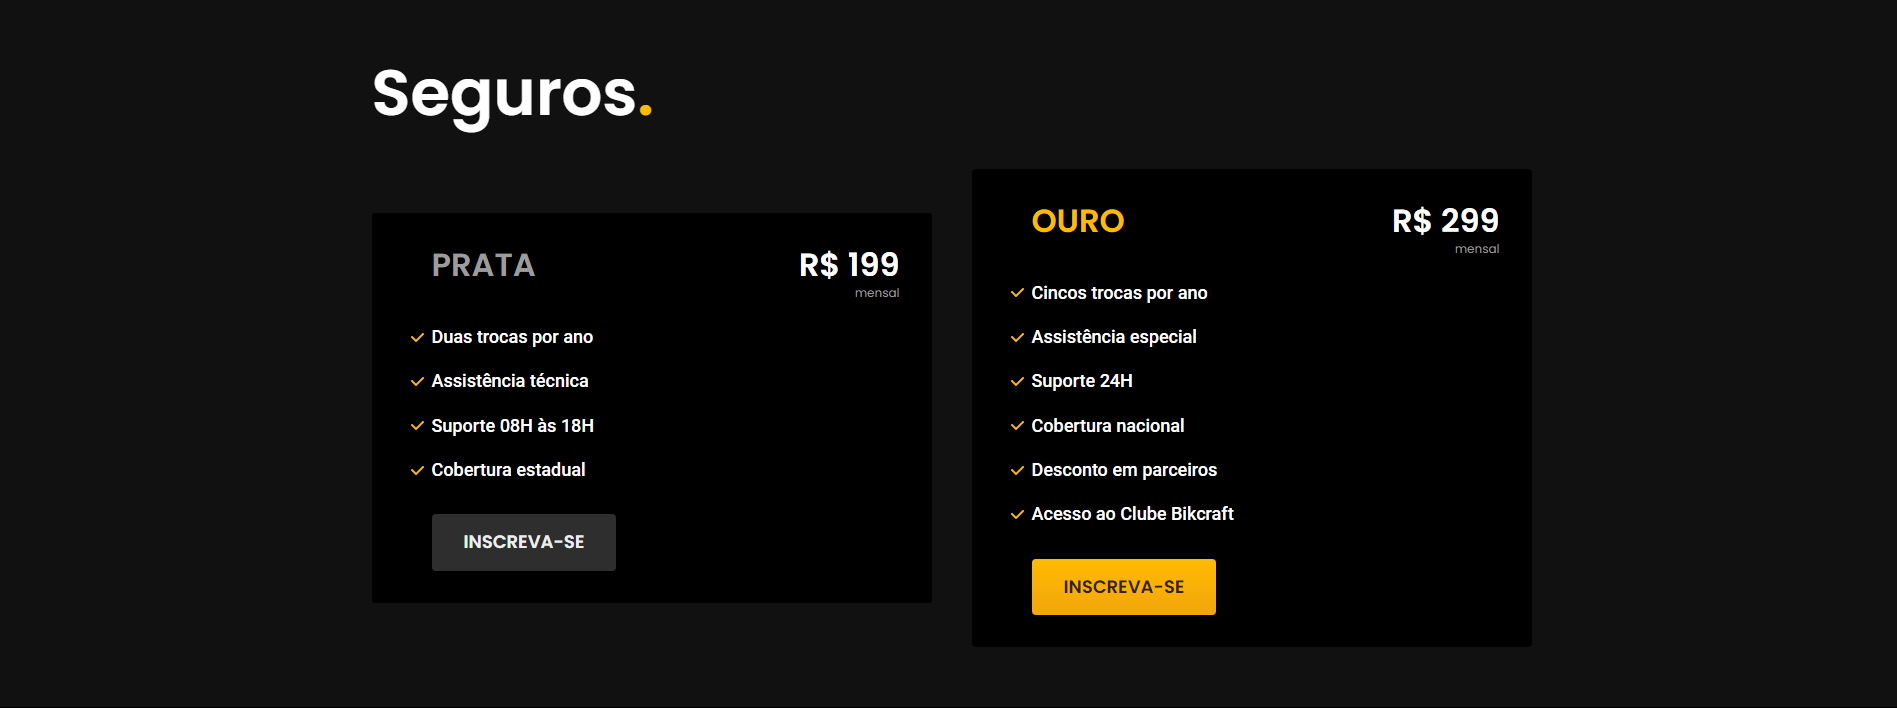 Seguros.
PRATA
R$ 199
mensal
Duas trocas por ano
Assistência técnica
Suporte 08H às 18H
Cobertura estadual
INSCREVA-SE
OURO
R$ 299
mensal
Cincos trocas por ano
Assistência especial
Suporte 24H
Cobertura nacional
Desconto em parceiros
Acesso ao Clube Bikcraft
INSCREVA-SE